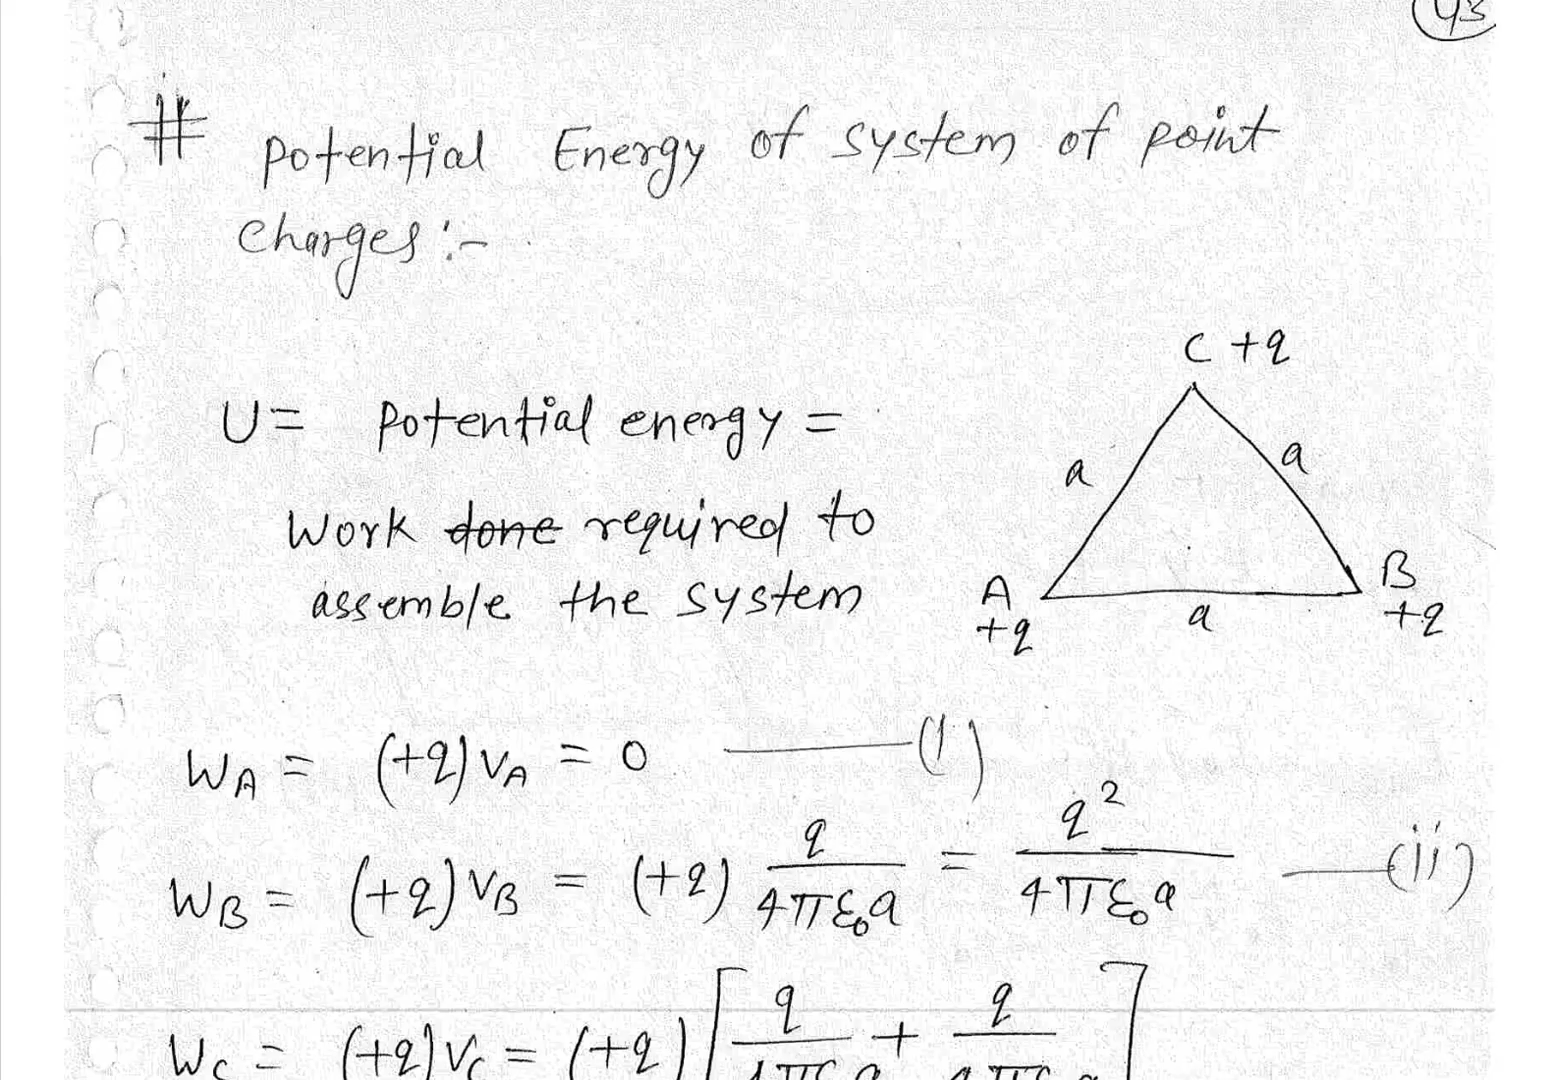 43
# Potential Energy of system of point
charges :-
C +q
U = Potential energy =
a a
Work done required to
assemble the system
A B
+q a +q
WA = (+q) VA = 0 ——— (i)
WB = (+q) VB = (+q) q/4πε₀a = q²/4πε₀a ——— (ii)
WC = (+q) VC = (+q) [ q/4πε₀a + q/4πε₀a ]